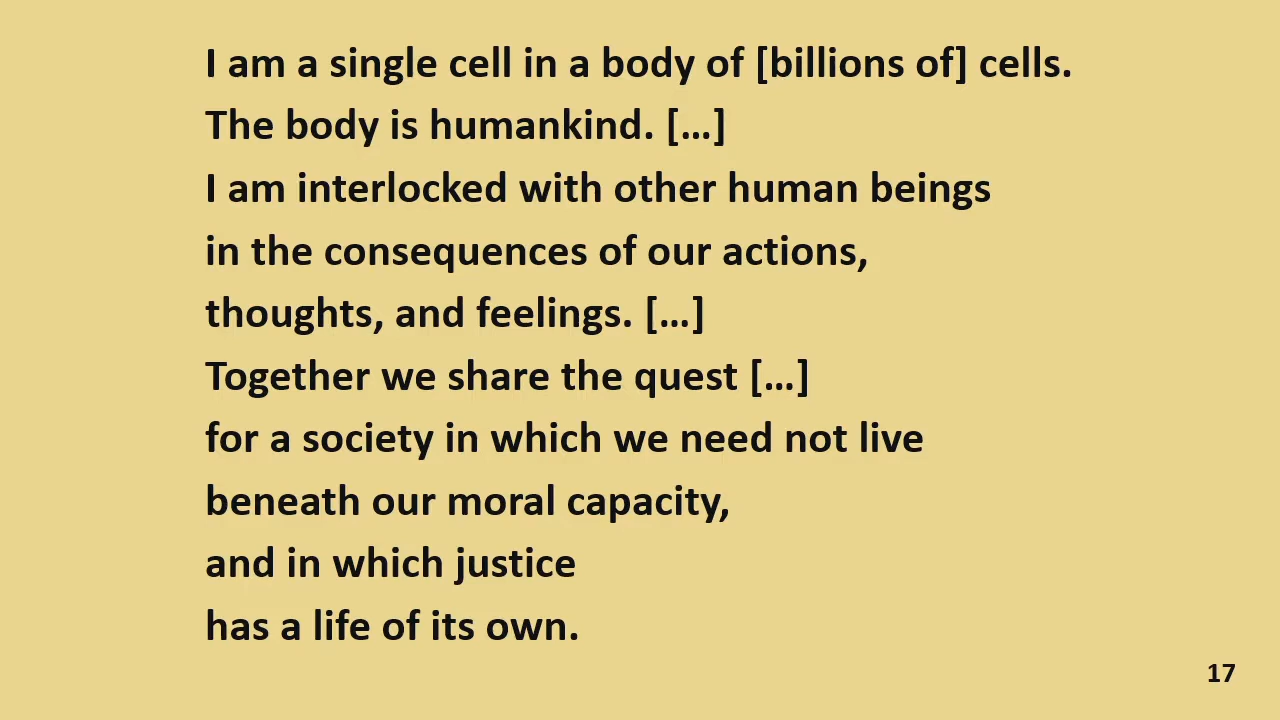 I am a single cell in a body of [billions of] cells.
The body is humankind. […]
I am interlocked with other human beings
in the consequences of our actions,
thoughts, and feelings. […]
Together we share the quest […]
for a society in which we need not live
beneath our moral capacity,
and in which justice
has a life of its own.
17